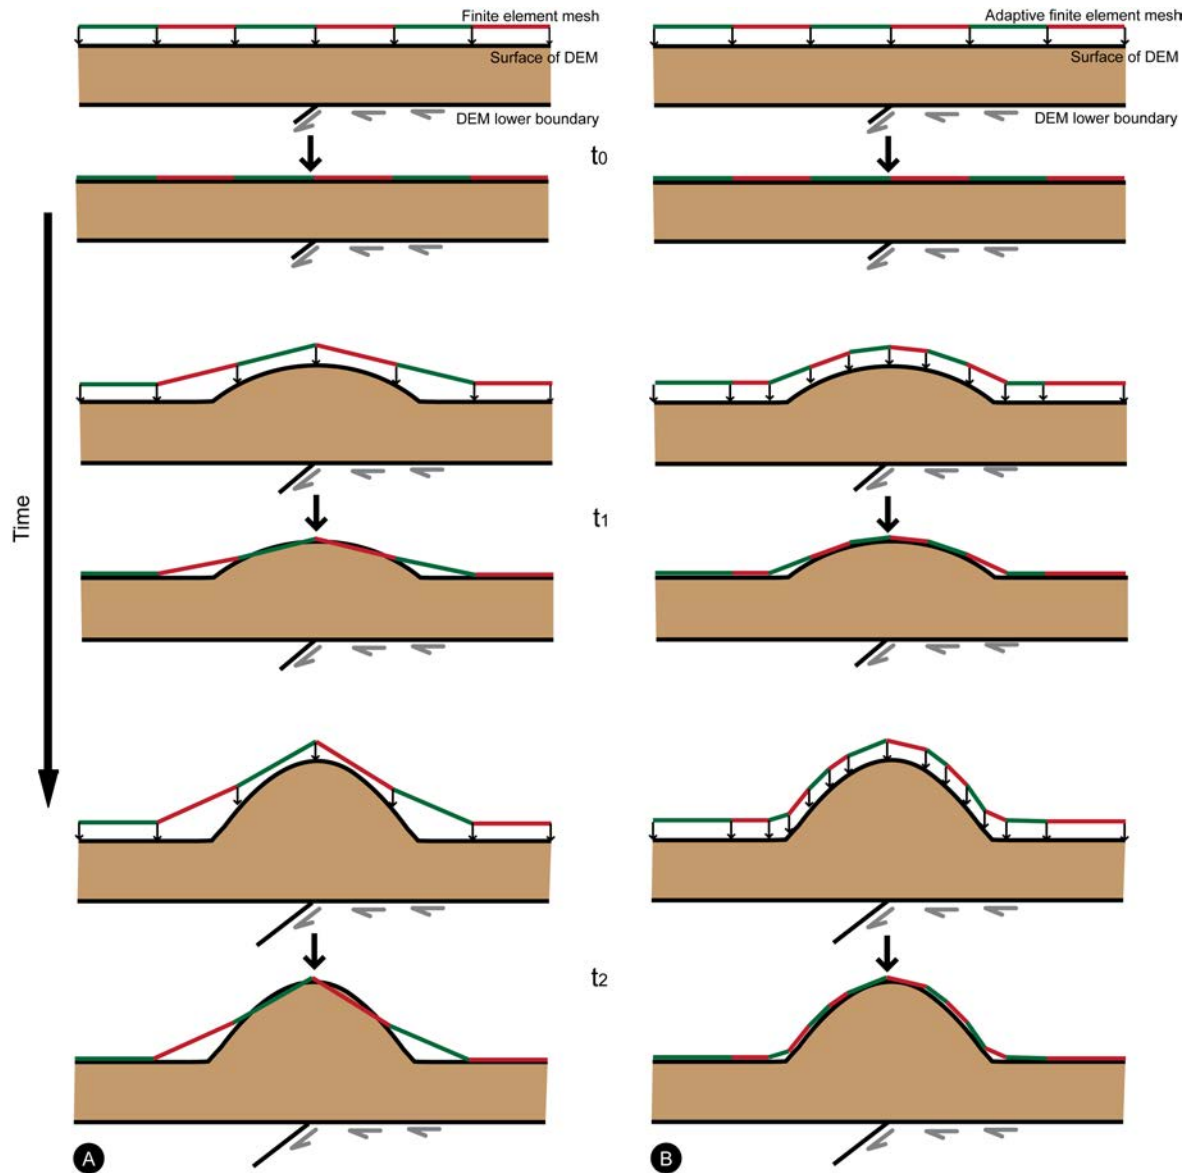 Finite element mesh
Adaptive finite element mesh
Surface of DEM
Surface of DEM
DEM lower boundary
DEM lower boundary
t0
Time
t1
t2
A
B